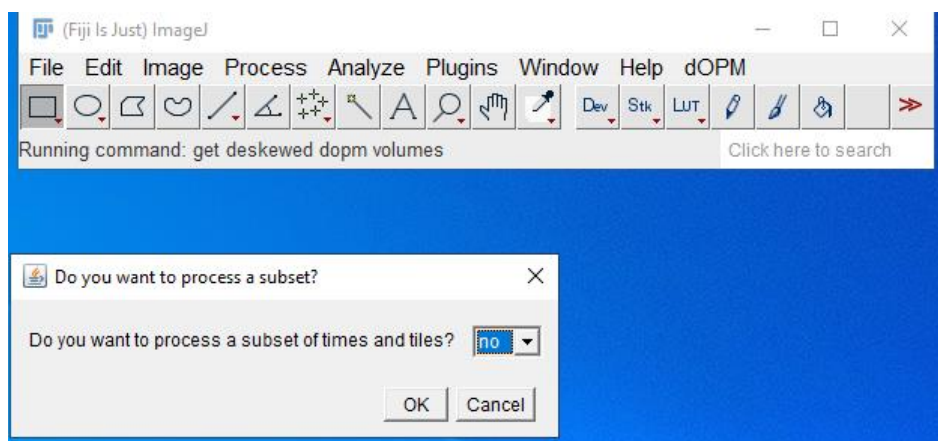 (Fiji Is Just) ImageJ
File Edit Image Process Analyze Plugins Window Help dOPM
A Dev Stk LUT >>
Running command: get deskewed dopm volumes Click here to search
Do you want to process a subset?
Do you want to process a subset of times and tiles? no
OK Cancel